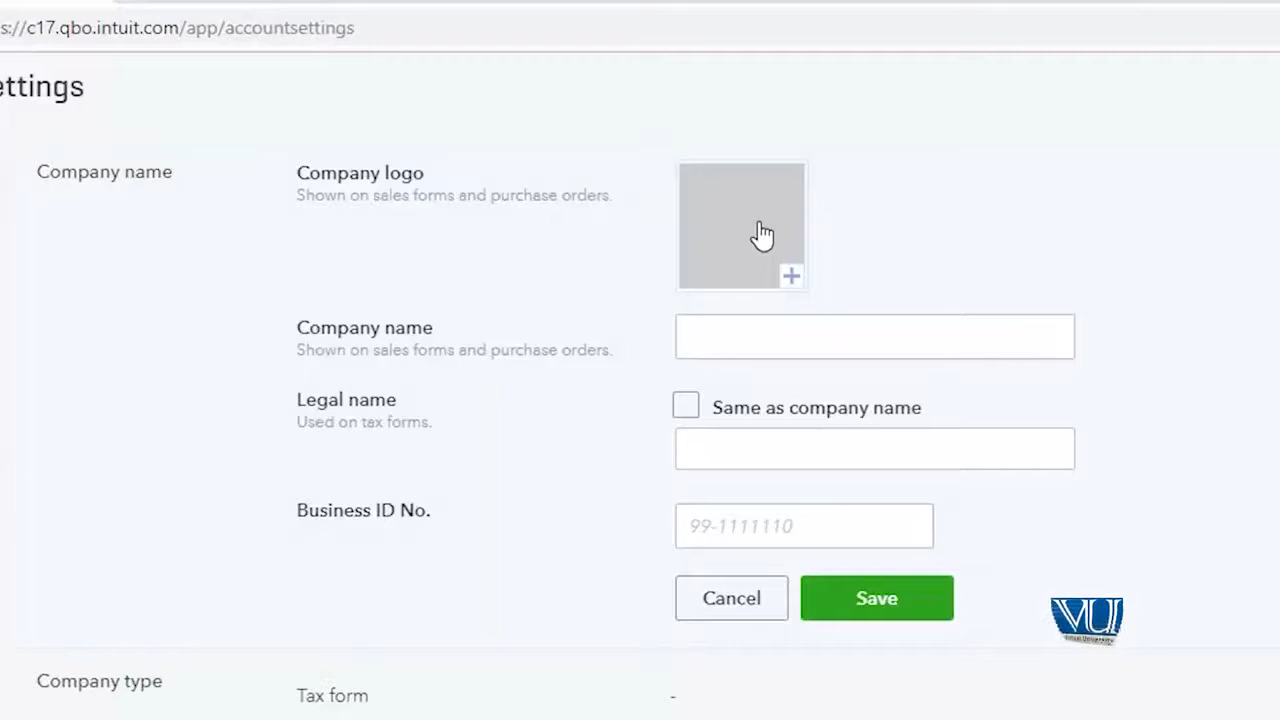 s://c17.qbo.intuit.com/app/accountsettings
ettings
Company name
Company logo
Shown on sales forms and purchase orders.
Company name
Shown on sales forms and purchase orders.
Legal name
Used on tax forms.
Same as company name
Business ID No.
99-1111110
Cancel
Save
VU
Company type
Tax form
-